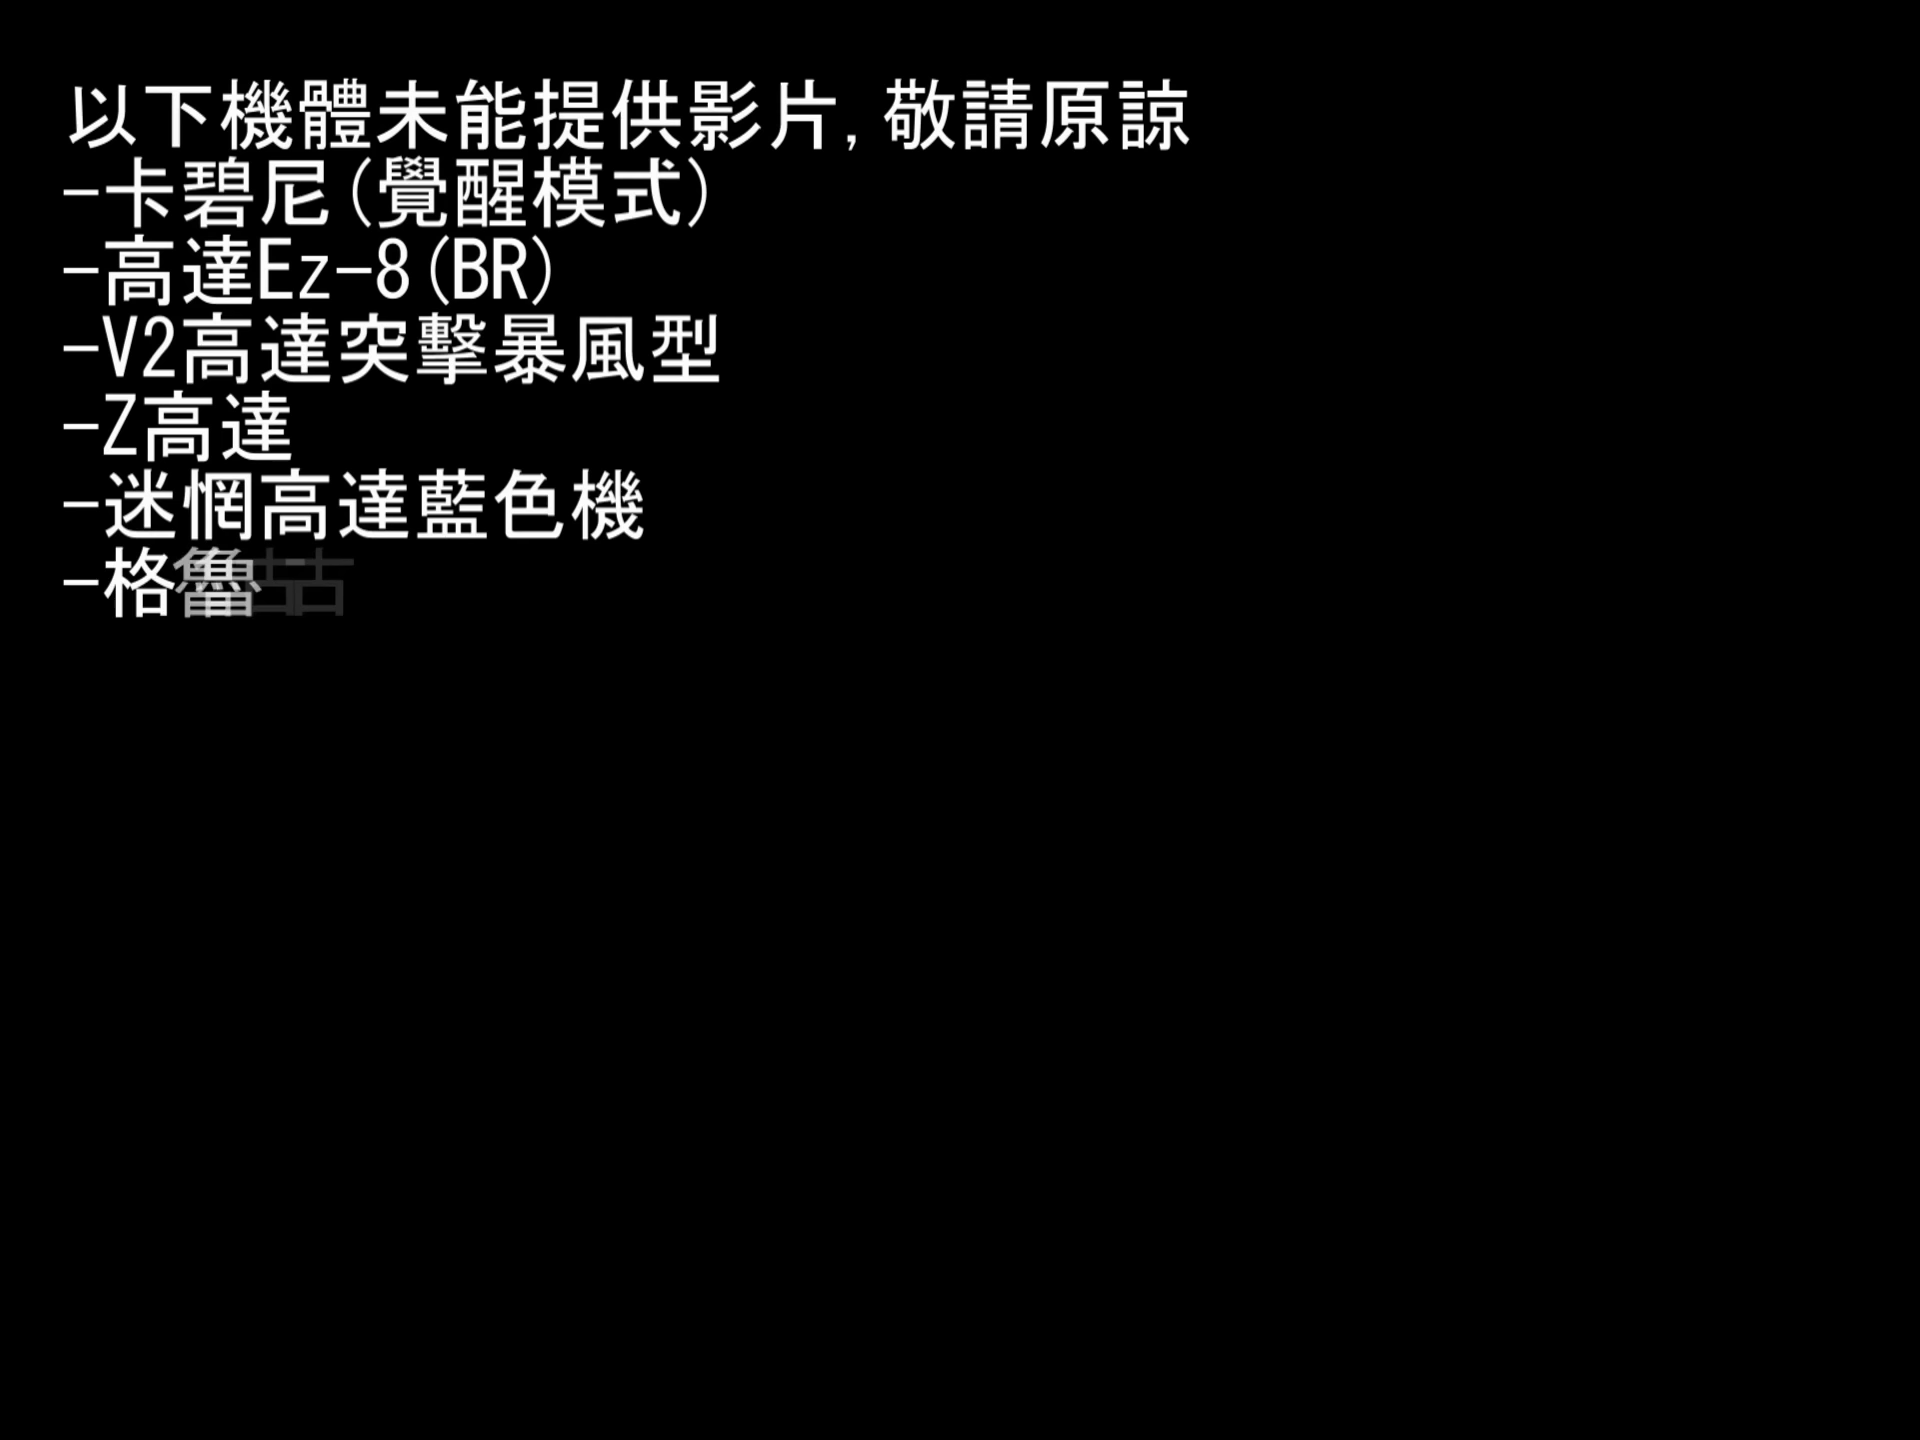 以下機體未能提供影片,敬請原諒
-卡碧尼(覺醒模式)
-高達Ez-8(BR)
-V2高達突擊暴風型
-Z高達
-迷惘高達藍色機
-格魯古